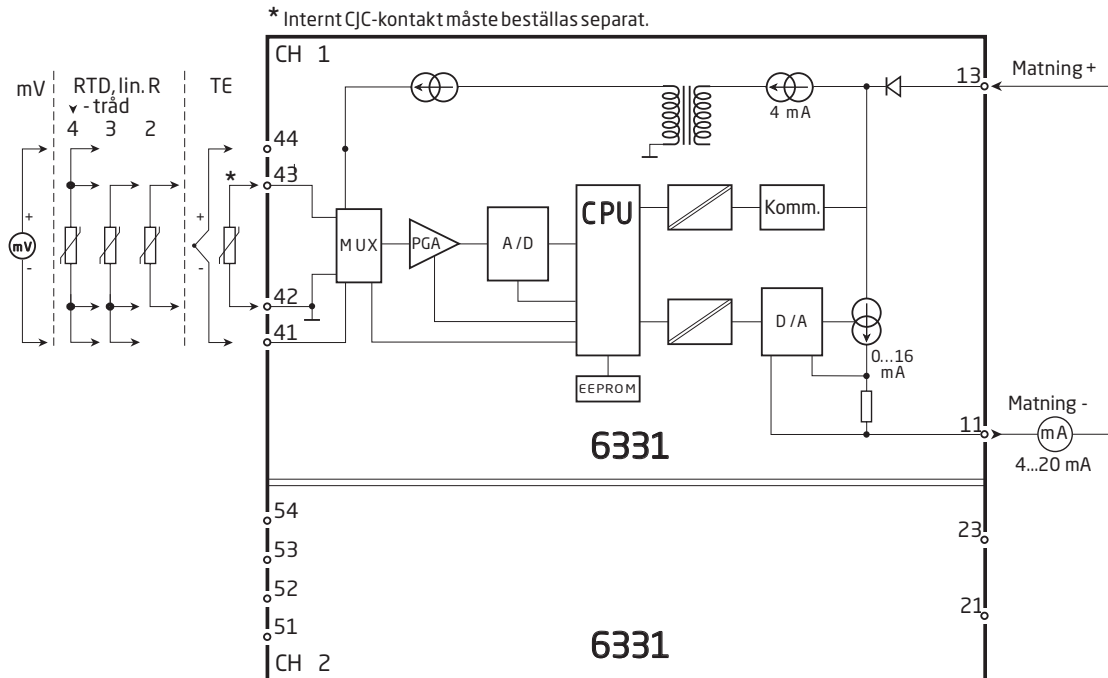 * Internt CJC-kontakt måste beställas separat.
CH 1
mV
RTD, lin. R
- tråd
4 3 2
TE
44
43
*
42
41
+
mV
-
+
-
MUX
PGA
A/D
CPU
EEPROM
Komm.
D/A
4 mA
0...16
mA
13
Matning +
11
Matning -
mA
4...20 mA
6331
54
53
52
51
23
21
6331
CH 2